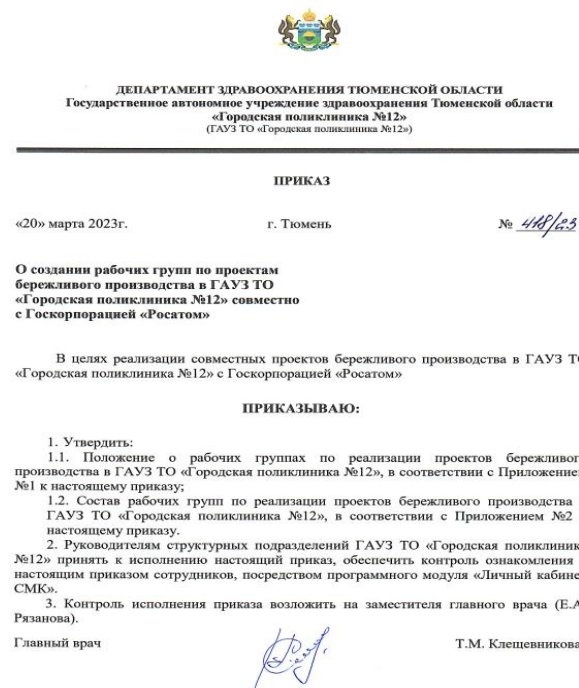 ДЕПАРТАМЕНТ ЗДРАВООХРАНЕНИЯ ТЮМЕНСКОЙ ОБЛАСТИ
Государственное автономное учреждение здравоохранения Тюменской области
«Городская поликлиника №12»
(ГАУЗ ТО «Городская поликлиника №12»)
ПРИКАЗ
«20» марта 2023г. г. Тюмень № 418/23
О создании рабочих групп по проектам
бережливого производства в ГАУЗ ТО
«Городская поликлиника №12» совместно
с Госкорпорацией «Росатом»
В целях реализации совместных проектов бережливого производства в ГАУЗ ТО
«Городская поликлиника №12» с Госкорпорацией «Росатом»
ПРИКАЗЫВАЮ:
1. Утвердить:
1.1. Положение о рабочих группах по реализации проектов бережливог
производства в ГАУЗ ТО «Городская поликлиника №12», в соответствии с Приложение
№1 к настоящему приказу;
1.2. Состав рабочих групп по реализации проектов бережливого производства
ГАУЗ ТО «Городская поликлиника №12», в соответствии с Приложением №2
настоящему приказу.
2. Руководителям структурных подразделений ГАУЗ ТО «Городская поликлиник
№12» принять к исполнению настоящий приказ, обеспечить контроль ознакомления
настоящим приказом сотрудников, посредством программного модуля «Личный кабине
СМК».
3. Контроль исполнения приказа возложить на заместителя главного врача (Е.А
Рязанова).
Главный врач Т.М. Клещевникова